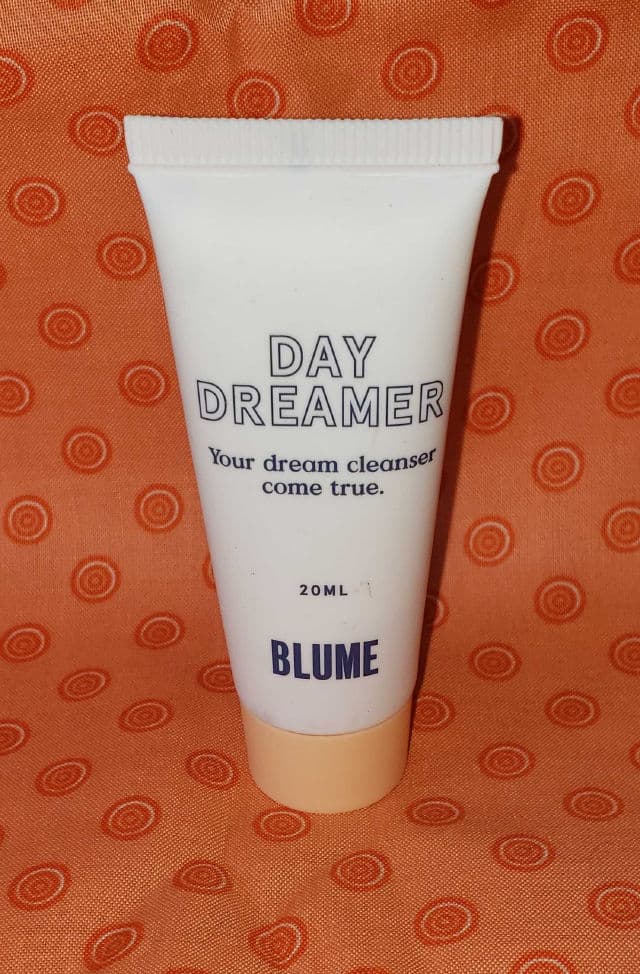 DAY
DREAMER
Your dream cleanser
come true.
20ML
BLUME